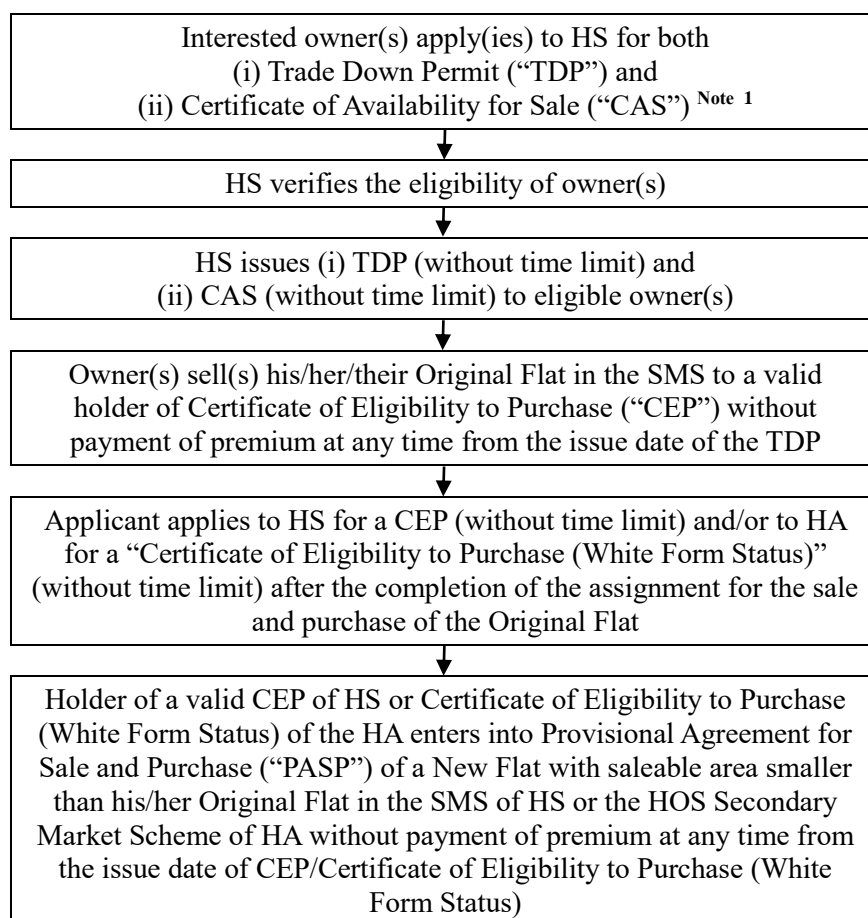 Interested owner(s) apply(ies) to HS for both
(i) Trade Down Permit (“TDP”) and
(ii) Certificate of Availability for Sale (“CAS”) Note 1
HS verifies the eligibility of owner(s)
HS issues (i) TDP (without time limit) and
(ii) CAS (without time limit) to eligible owner(s)
Owner(s) sell(s) his/her/their Original Flat in the SMS to a valid
holder of Certificate of Eligibility to Purchase (“CEP”) without
payment of premium at any time from the issue date of the TDP
Applicant applies to HS for a CEP (without time limit) and/or to HA
for a “Certificate of Eligibility to Purchase (White Form Status)”
(without time limit) after the completion of the assignment for the sale
and purchase of the Original Flat
Holder of a valid CEP of HS or Certificate of Eligibility to Purchase
(White Form Status) of the HA enters into Provisional Agreement for
Sale and Purchase (“PASP”) of a New Flat with saleable area smaller
than his/her Original Flat in the SMS of HS or the HOS Secondary
Market Scheme of HA without payment of premium at any time from
the issue date of CEP/Certificate of Eligibility to Purchase (White
Form Status)